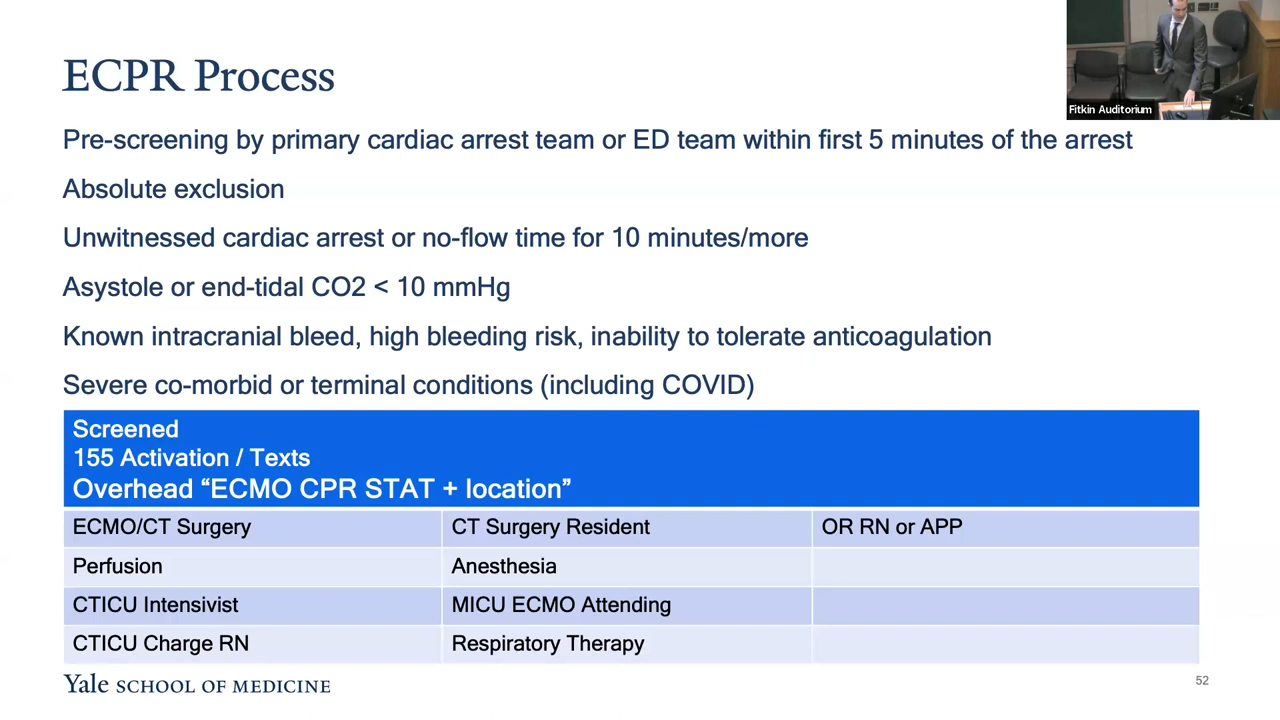 ECPR Process
Fitkin Auditorium
Pre-screening by primary cardiac arrest team or ED team within first 5 minutes of the arrest
Absolute exclusion
Unwitnessed cardiac arrest or no-flow time for 10 minutes/more
Asystole or end-tidal CO2 < 10 mmHg
Known intracranial bleed, high bleeding risk, inability to tolerate anticoagulation
Severe co-morbid or terminal conditions (including COVID)
Screened
155 Activation / Texts
Overhead “ECMO CPR STAT + location”
ECMO/CT Surgery
CT Surgery Resident
OR RN or APP
Perfusion
Anesthesia
CTICU Intensivist
MICU ECMO Attending
CTICU Charge RN
Respiratory Therapy
Yale SCHOOL OF MEDICINE
52